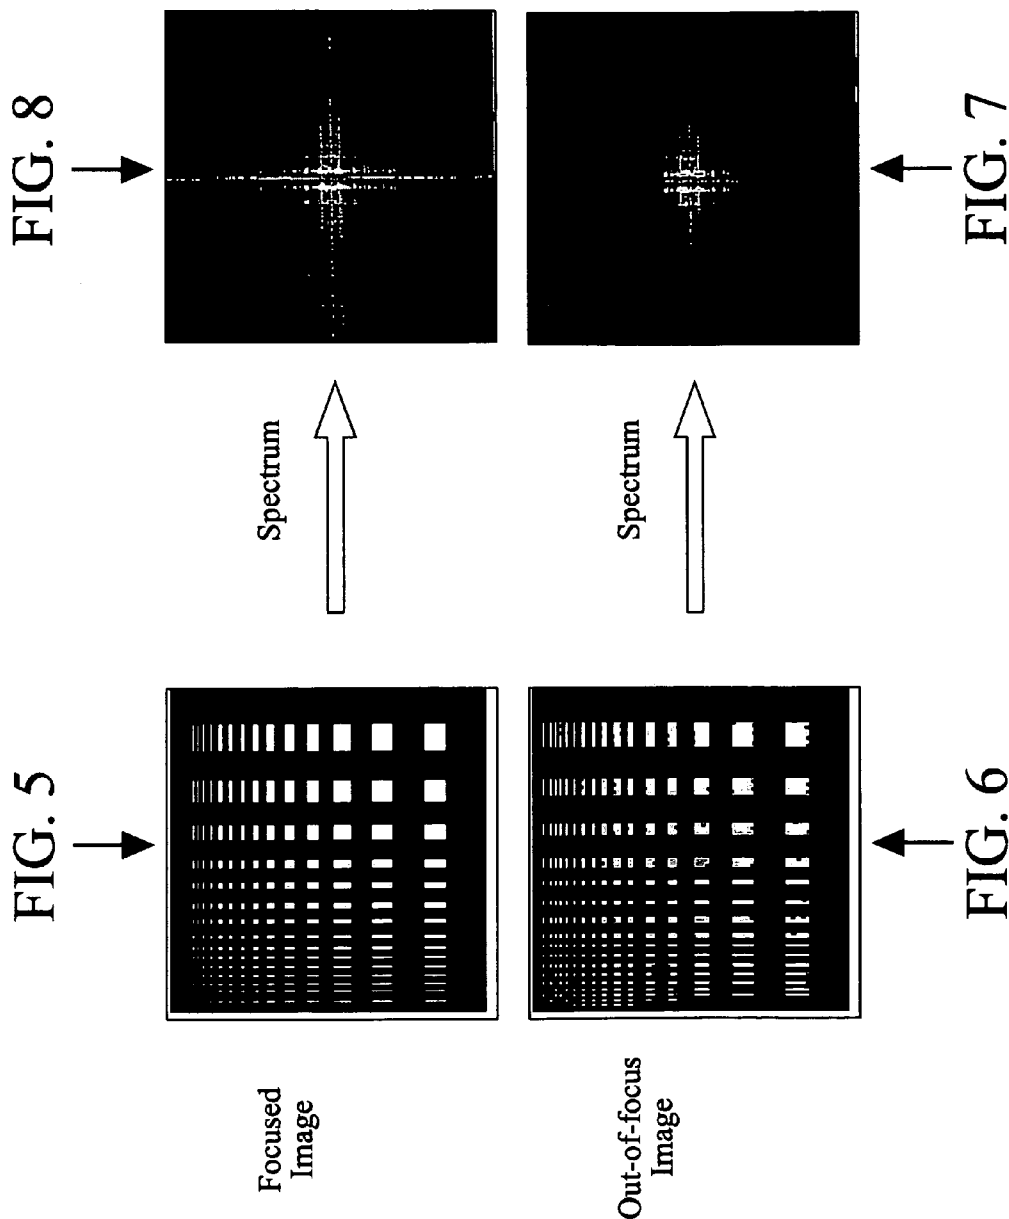 FIG. 5
FIG. 8
Focused
Image
Spectrum
Out-of-focus
Image
Spectrum
FIG. 6
FIG. 7